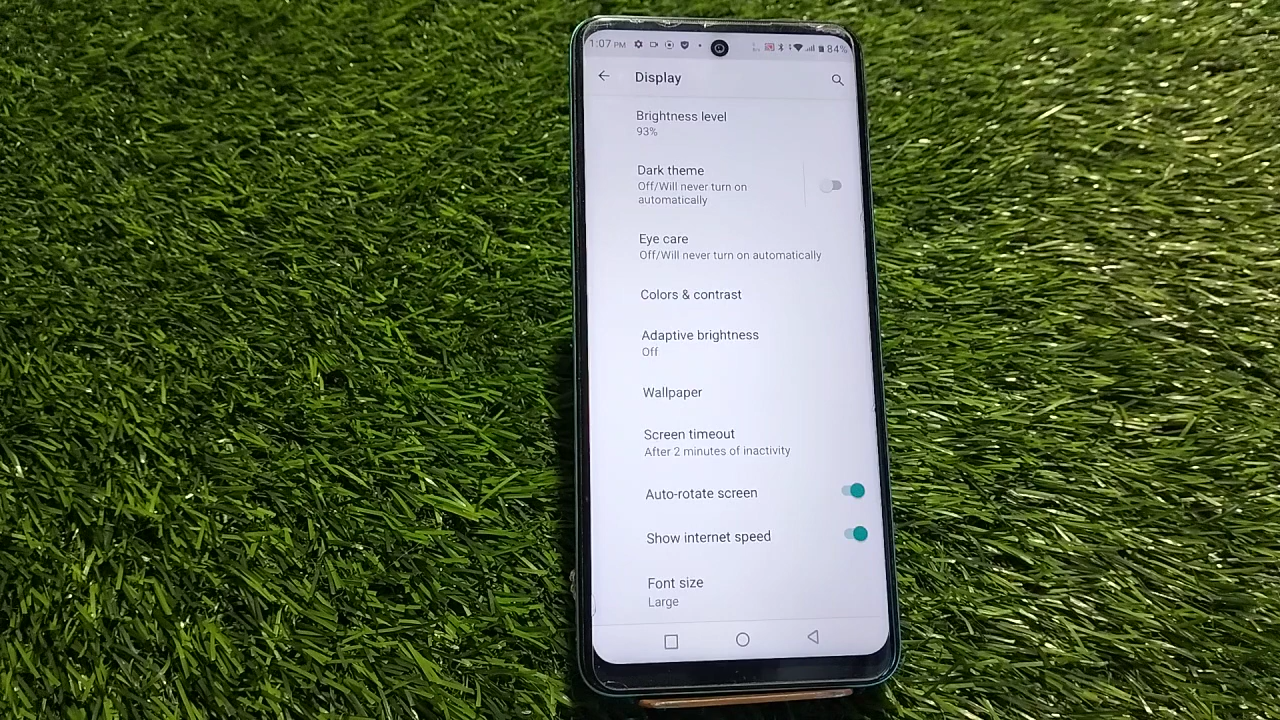 1:07 PM 84%
Display
Brightness level
93%
Dark theme
Off/Will never turn on
automatically
Eye care
Off/Will never turn on automatically
Colors & contrast
Adaptive brightness
Off
Wallpaper
Screen timeout
After 2 minutes of inactivity
Auto-rotate screen
Show internet speed
Font size
Large